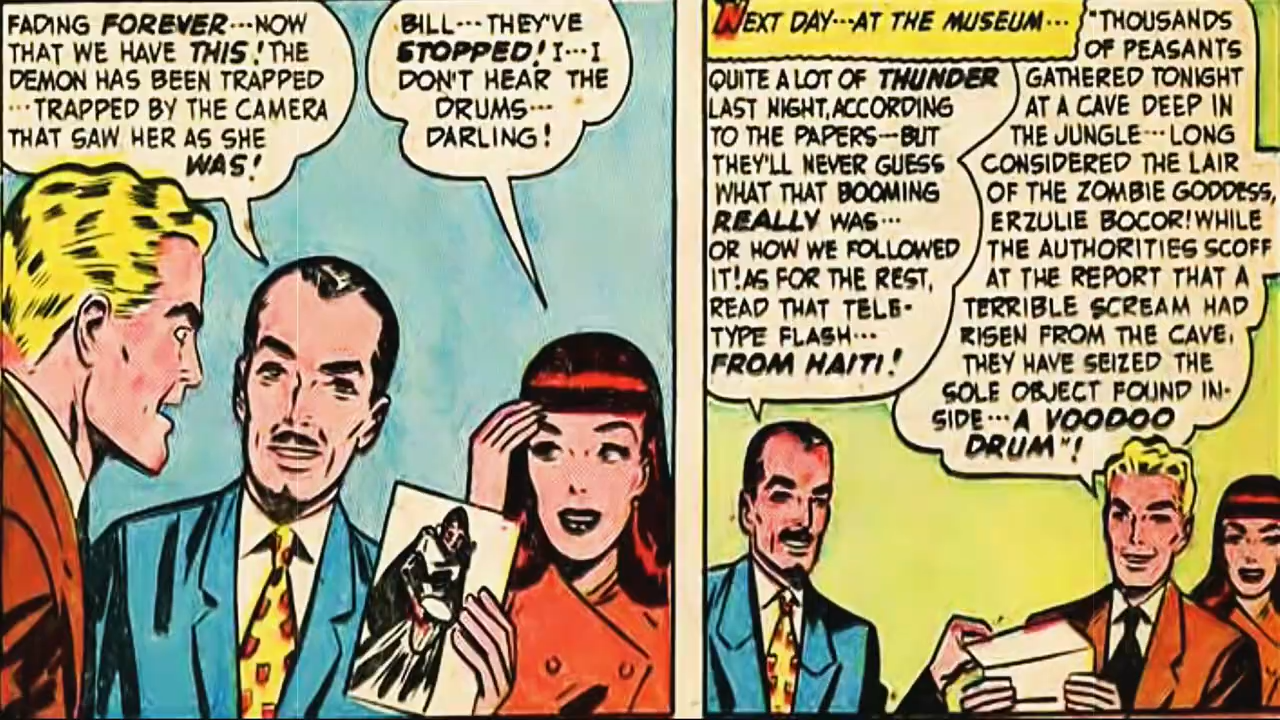 FADING FOREVER---NOW
THAT WE HAVE THIS! THE
DEMON HAS BEEN TRAPPED
---TRAPPED BY THE CAMERA
THAT SAW HER AS SHE
WAS!
BILL---THEY'VE
STOPPED! I---I
DON'T HEAR THE
DRUMS---
DARLING!
NEXT DAY---AT THE MUSEUM---
QUITE A LOT OF THUNDER
LAST NIGHT, ACCORDING
TO THE PAPERS--BUT
THEY'LL NEVER GUESS
WHAT THAT BOOMING
REALLY WAS---
OR HOW WE FOLLOWED
IT! AS FOR THE REST,
READ THAT TELE-
TYPE FLASH---
FROM HAITI!
"THOUSANDS
OF PEASANTS
GATHERED TONIGHT
AT A CAVE DEEP IN
THE JUNGLE---LONG
CONSIDERED THE LAIR
OF THE ZOMBIE GODDESS,
ERZULIE BOCOR! WHILE
THE AUTHORITIES SCOFF
AT THE REPORT THAT A
TERRIBLE SCREAM HAD
RISEN FROM THE CAVE,
THEY HAVE SEIZED THE
SOLE OBJECT FOUND IN-
SIDE---A VOODOO
DRUM"!